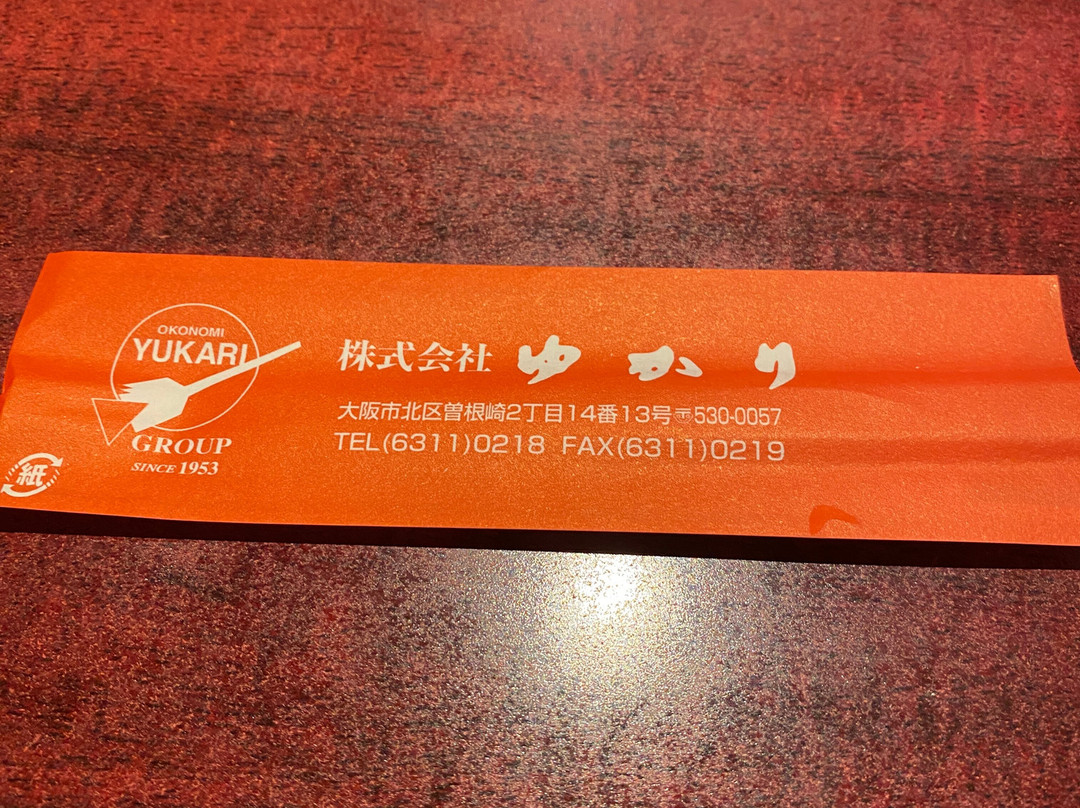 OKONOMI
YUKARI
GROUP
SINCE 1953
紙
株式会社 ゆかり
大阪市北区曽根崎2丁目14番13号〒530-0057
TEL(6311)0218 FAX(6311)0219